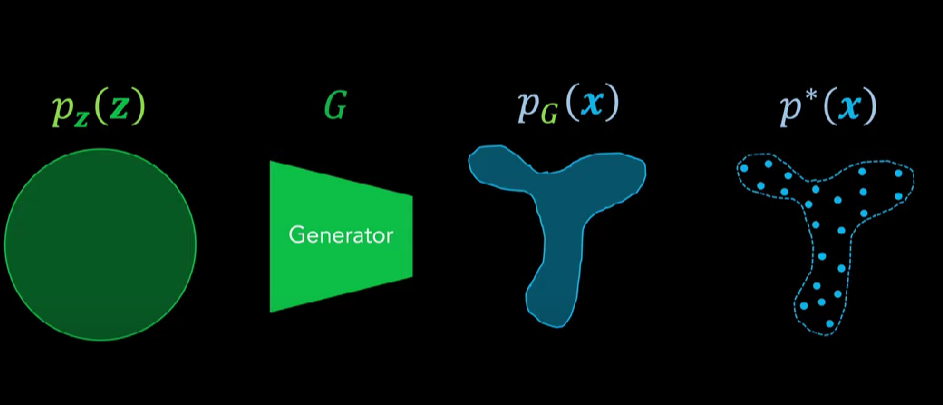 p_z(z) G p_G(x) p*(x)
Generator